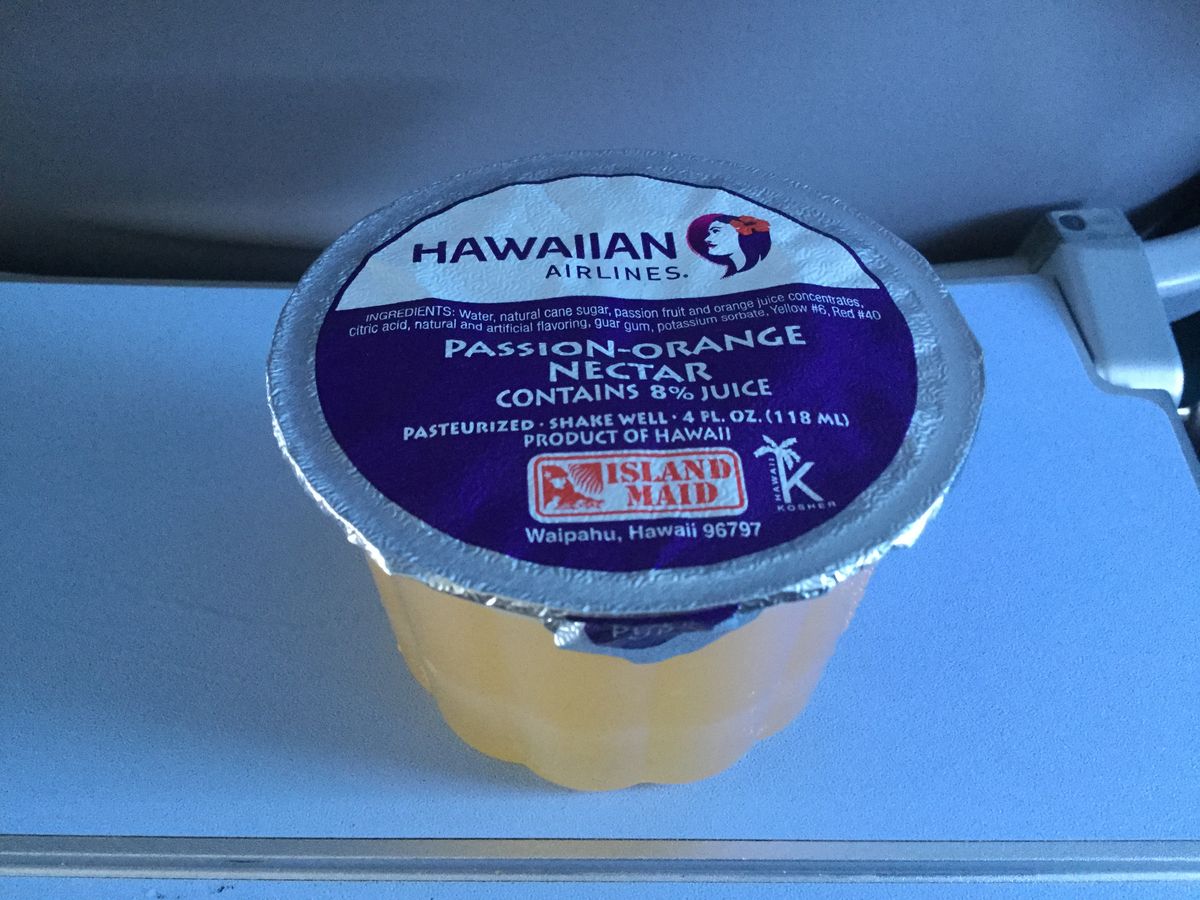 HAWAIIAN
AIRLINES.
INGREDIENTS: Water, natural cane sugar, passion fruit and orange juice concentrates,
citric acid, natural and artificial flavoring, guar gum, potassium sorbate, Yellow #6, Red #40
PASSION-ORANGE
NECTAR
CONTAINS 8% JUICE
PASTEURIZED · SHAKE WELL · 4 FL. OZ. (118 ML)
PRODUCT OF HAWAII
ISLAND
MAID
HAWAII
K
KOSHER
Waipahu, Hawaii 96797